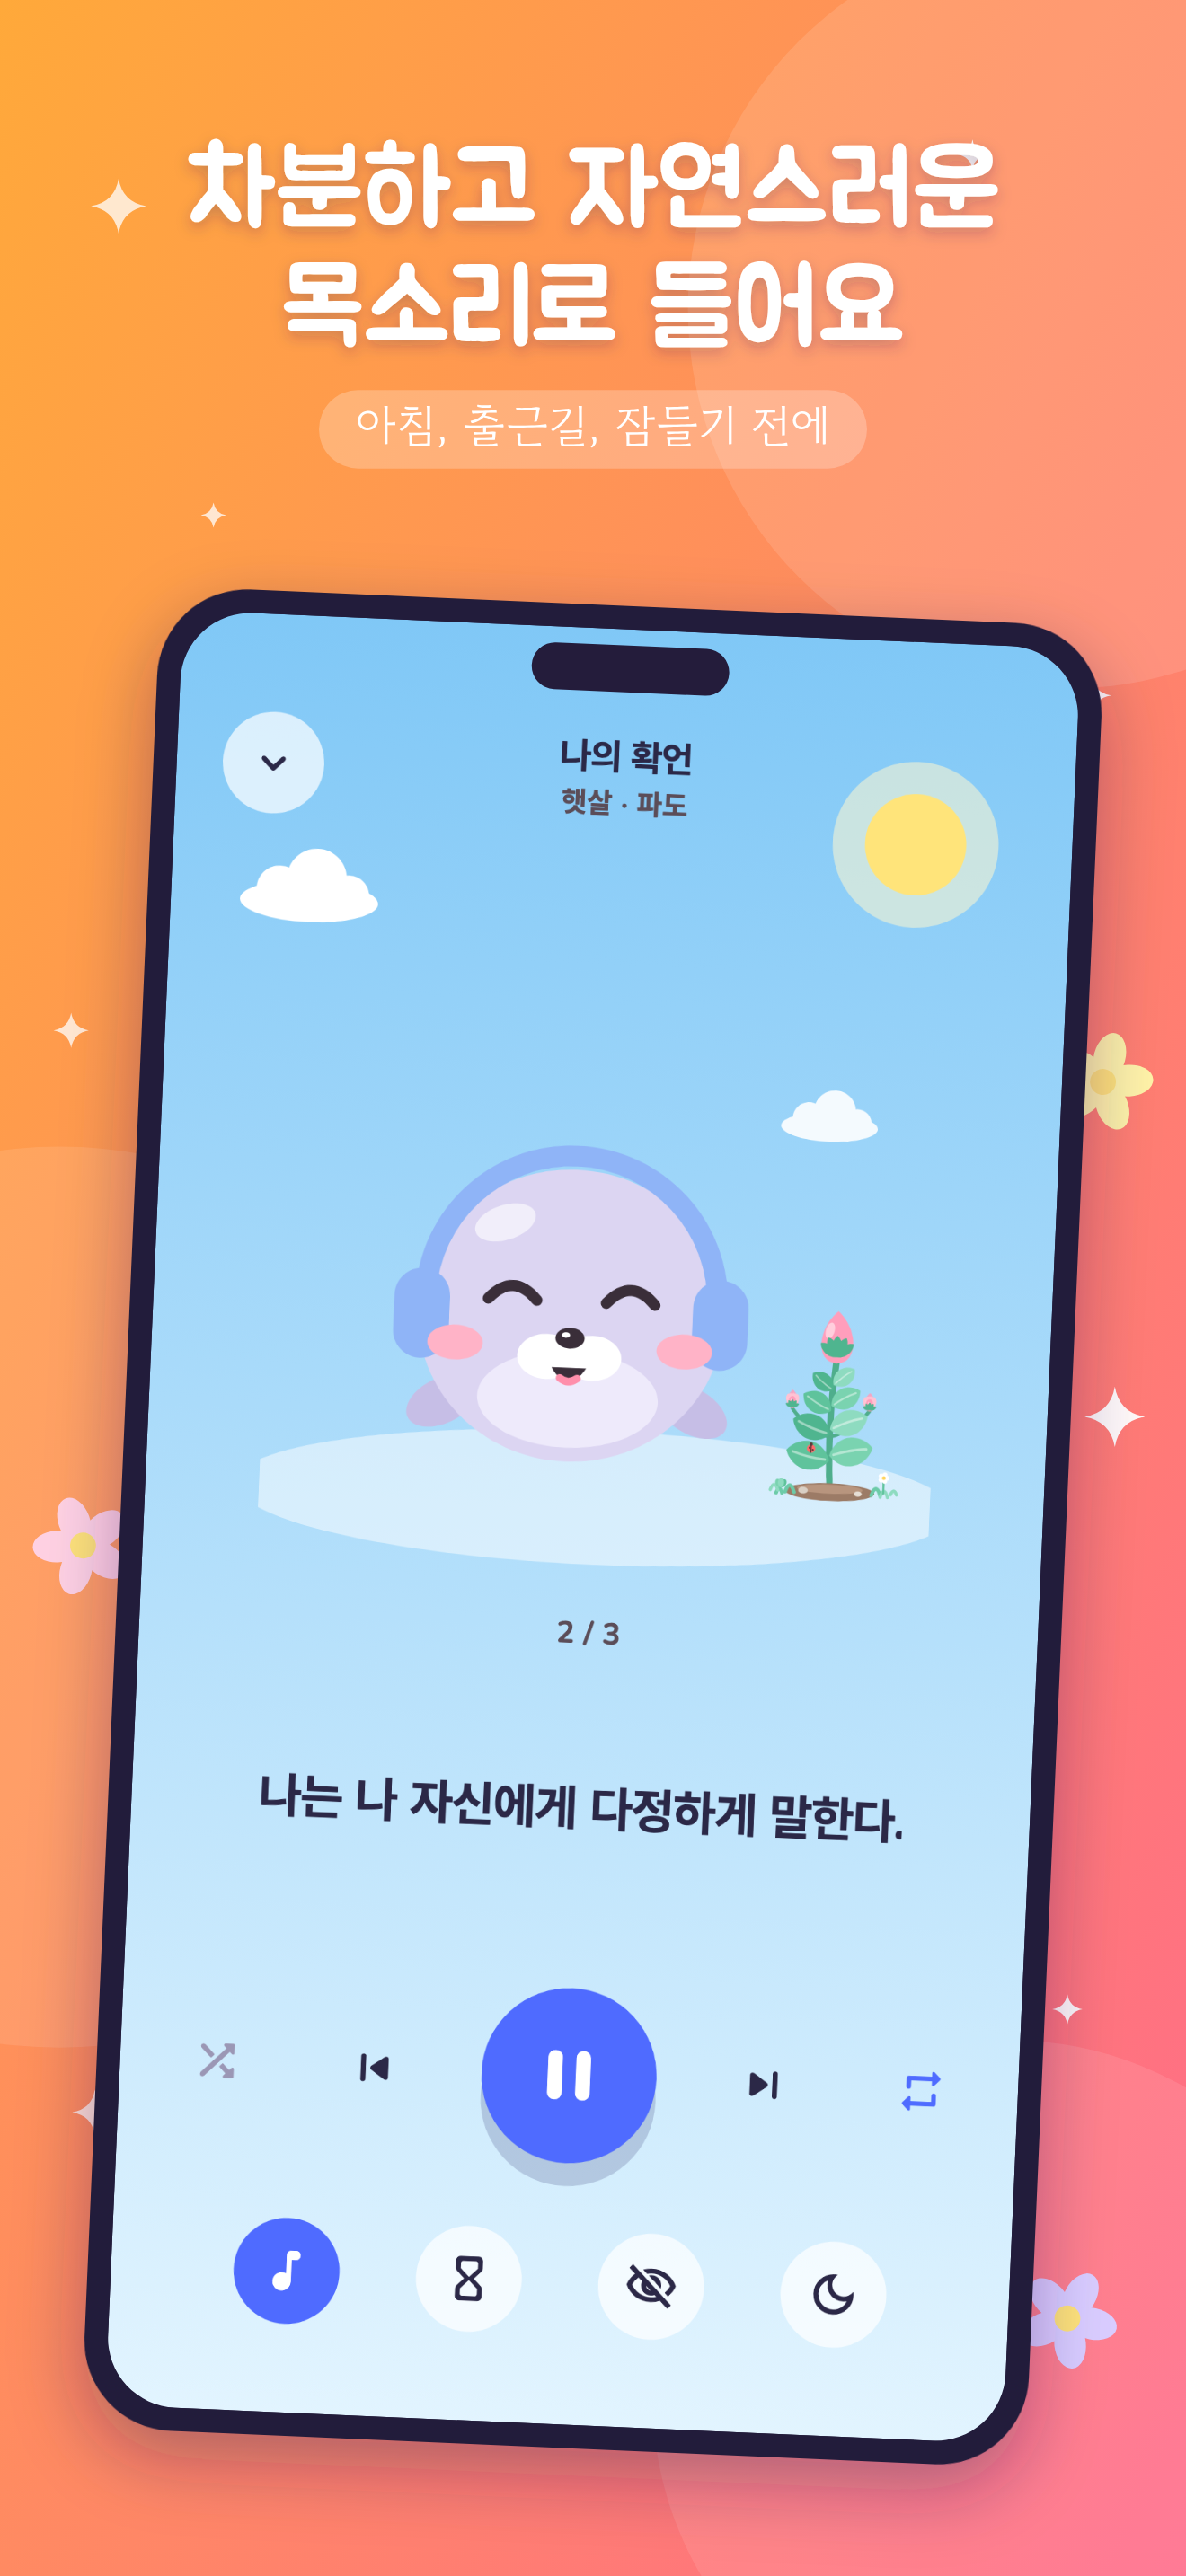 차분하고 자연스러운
목소리로 들어요
아침, 출근길, 잠들기 전에
나의 확언
햇살 · 파도
2 / 3
나는 나 자신에게 다정하게 말한다.